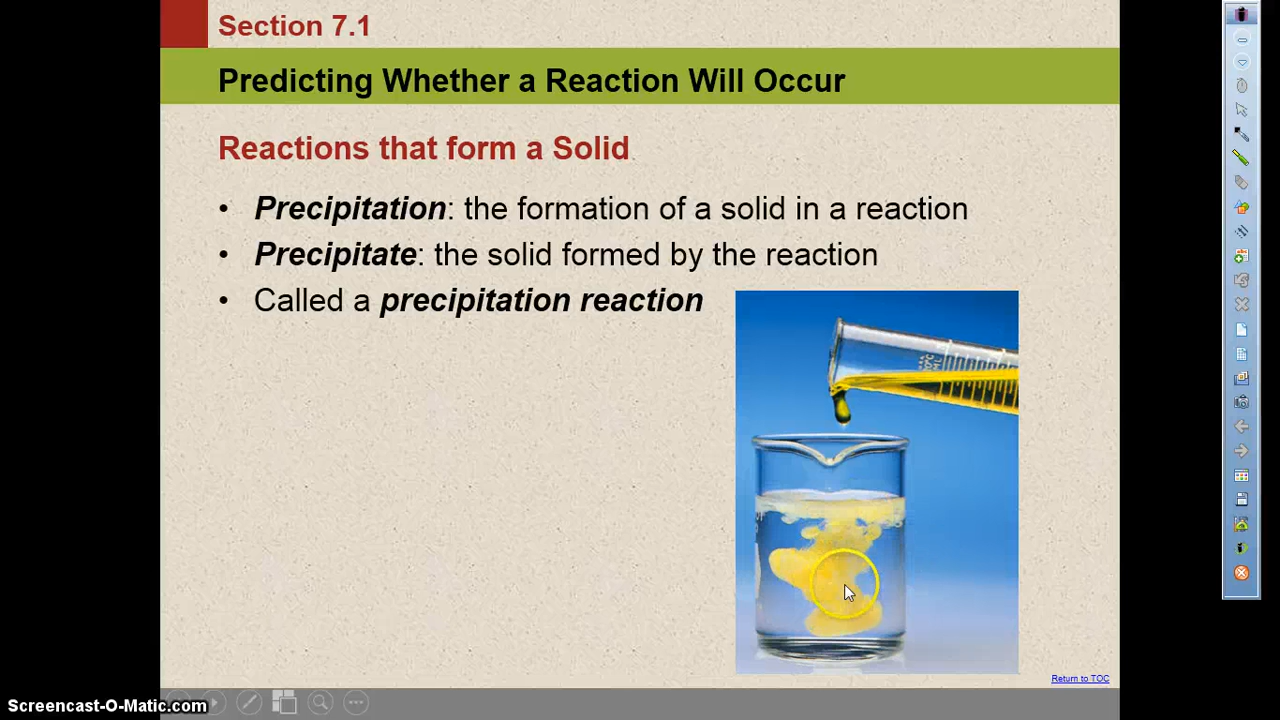 Section 7.1
Predicting Whether a Reaction Will Occur
Reactions that form a Solid
• Precipitation: the formation of a solid in a reaction
• Precipitate: the solid formed by the reaction
• Called a precipitation reaction
Return to TOC
Screencast-O-Matic.com